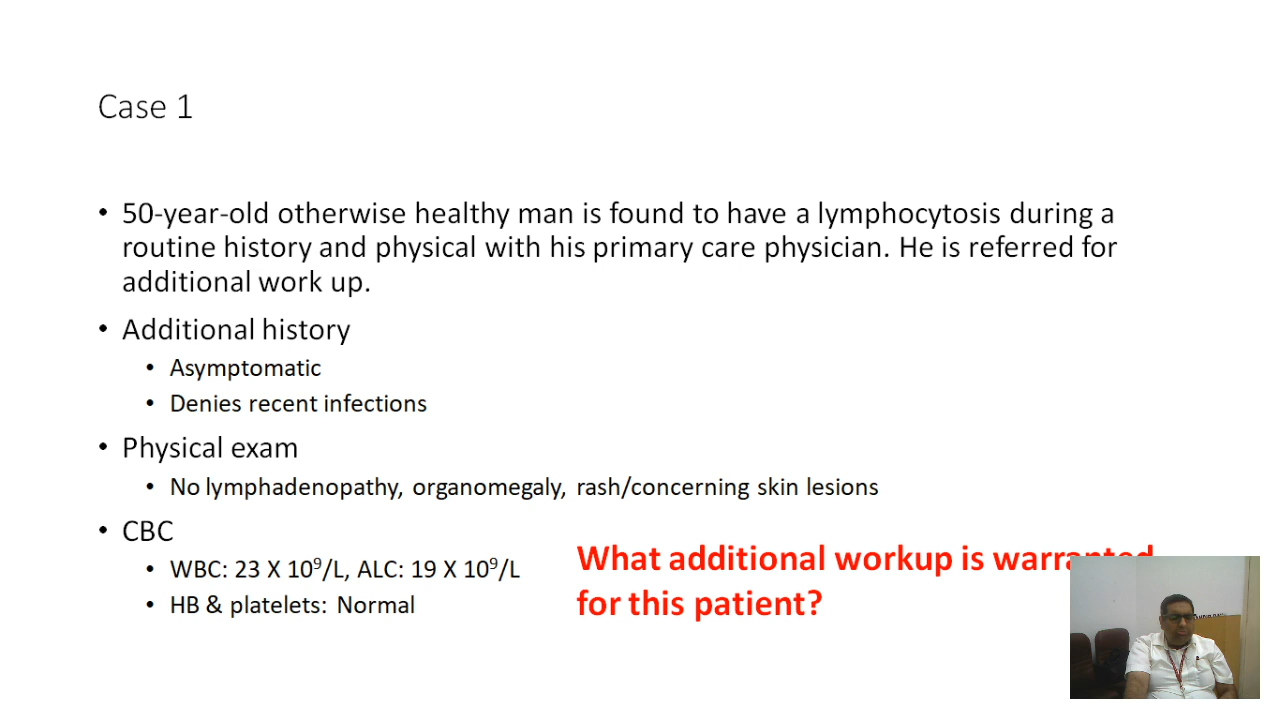 Case 1
• 50-year-old otherwise healthy man is found to have a lymphocytosis during a
routine history and physical with his primary care physician. He is referred for
additional work up.
• Additional history
• Asymptomatic
• Denies recent infections
• Physical exam
• No lymphadenopathy, organomegaly, rash/concerning skin lesions
• CBC
• WBC: 23 X 10⁹/L, ALC: 19 X 10⁹/L
• HB & platelets: Normal
What additional workup is warranted
for this patient?